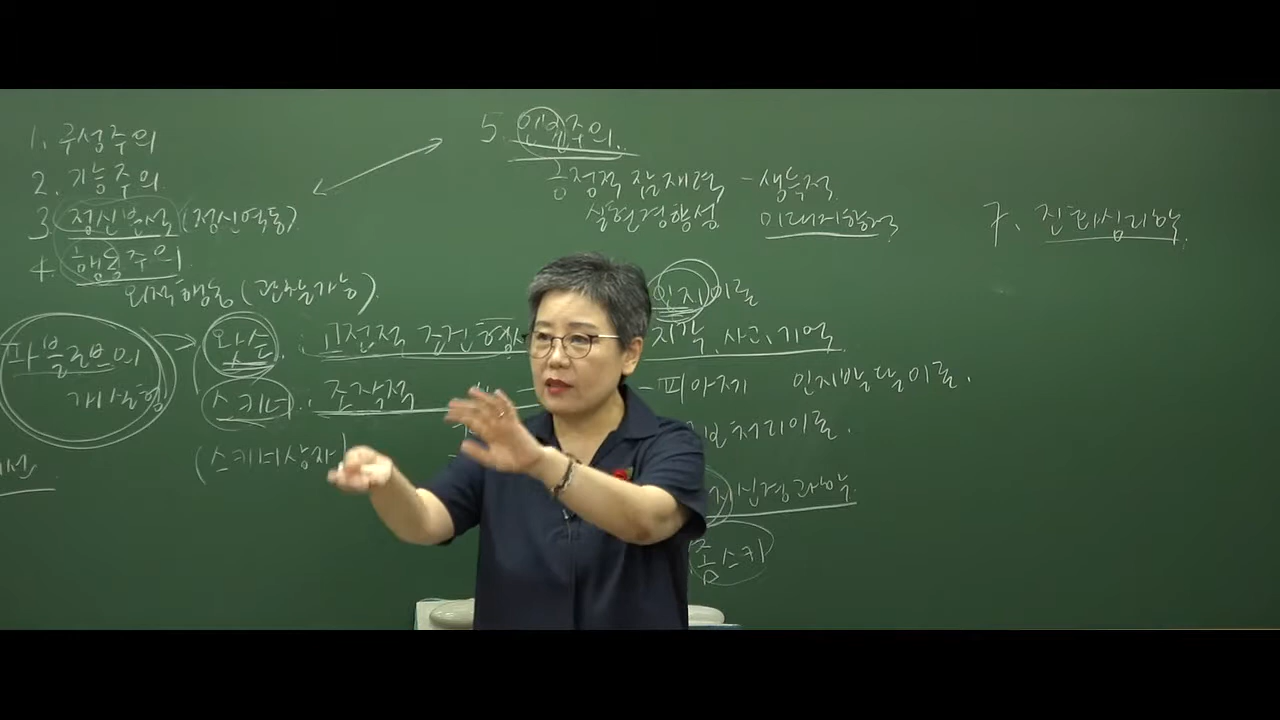 1. 구성주의
2. 기능주의
3. 정신분석 (정신역동)
4. 행동주의
외적행동 (관찰가능).
파블로브의
개실험
왓슨 : 고전적 조건형
스키너 : 조작적
(스키너상자)
5. 인본주의.
긍정적 잠재력 - 생득적
실현경향성 미래지향적
인지이론
지각, 사고, 기억
- 피아제 인지발달이론.
처리이론.
신경과학.
촘스키
7. 진화심리학.